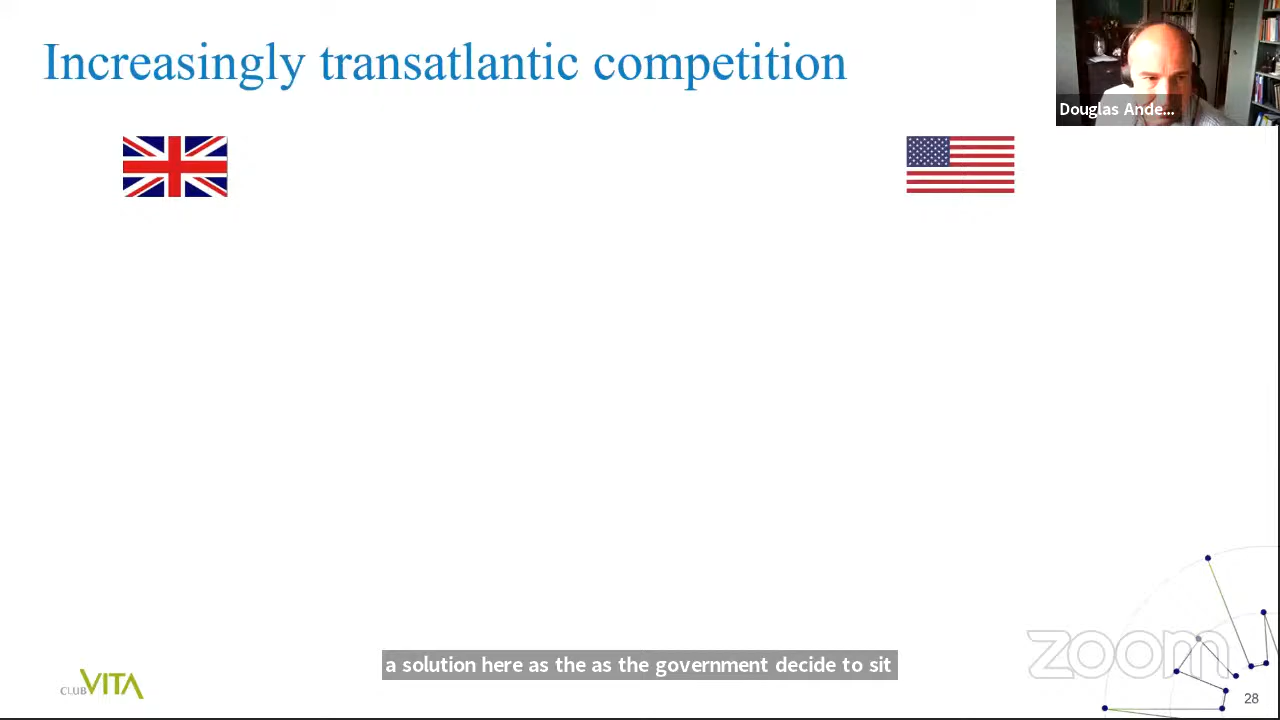 Increasingly transatlantic competition
Douglas Ande...
a solution here as the as the government decide to sit
CLUB VITA
zoom
28